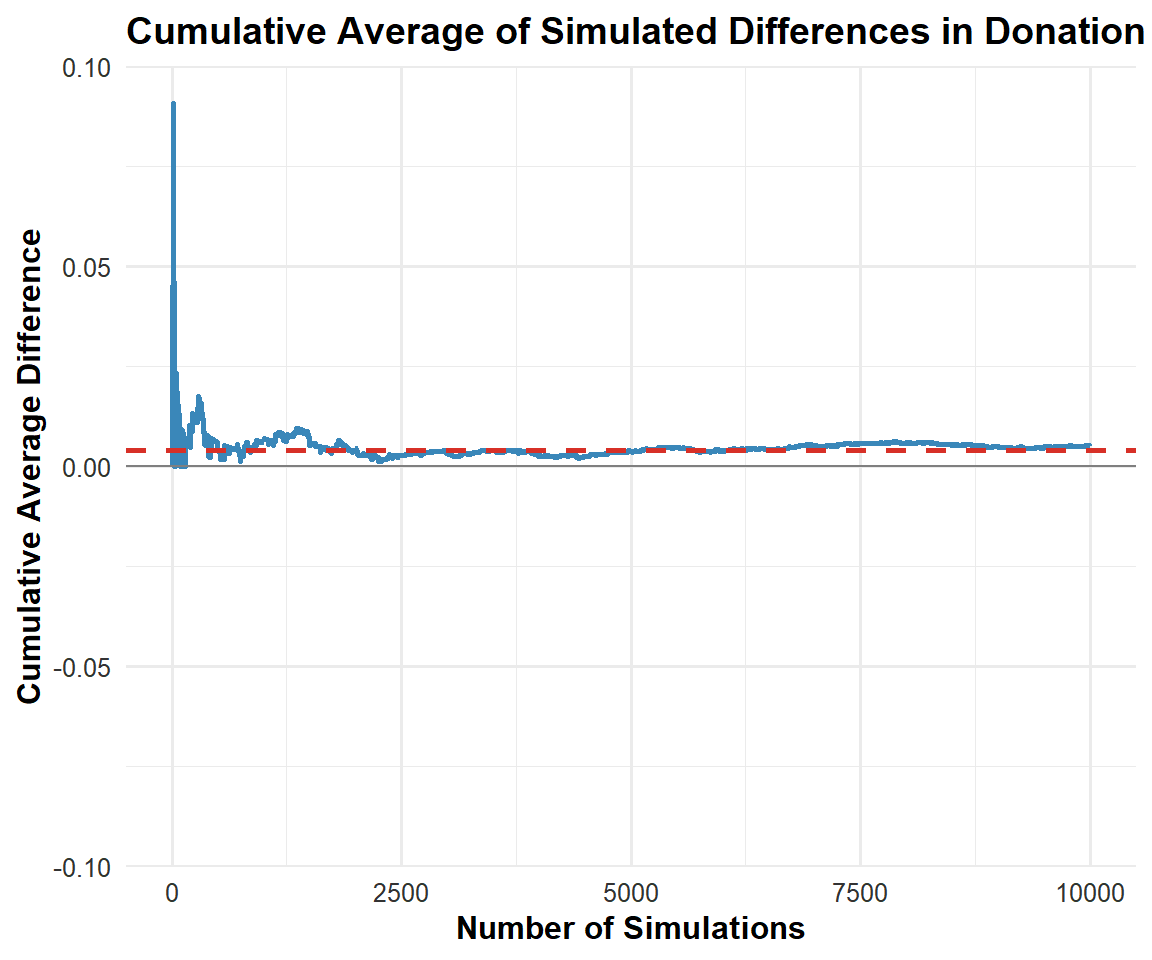 Cumulative Average of Simulated Differences in Donation
0.10
0.05
0.00
-0.05
-0.10
Cumulative Average Difference
0 2500 5000 7500 10000
Number of Simulations